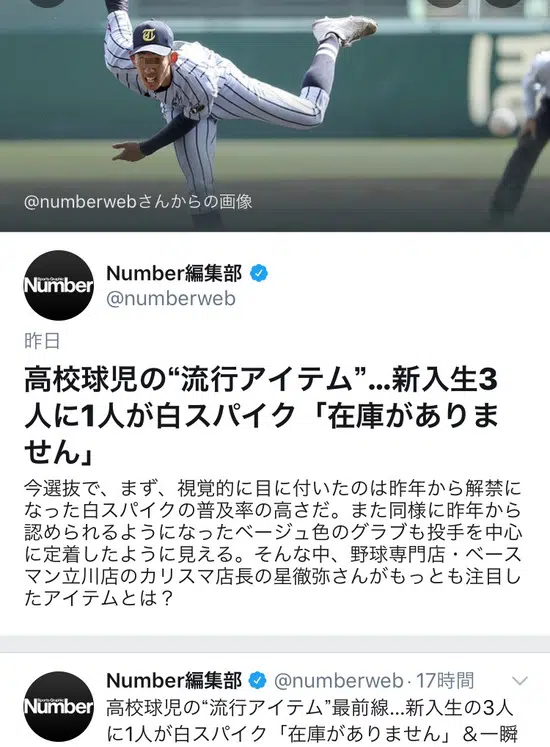 T
@numberwebさんからの画像
Sports Graphic
Number
Number編集部
@numberweb
昨日
高校球児の“流行アイテム”...新入生3
人に1人が白スパイク「在庫がありま
せん」
今選抜で、まず、視覚的に目に付いたのは昨年から解禁に
なった白スパイクの普及率の高さだ。また同様に昨年から
認められるようになったベージュ色のグラブも投手を中心
に定着したように見える。そんな中、野球専門店・ベース
マン立川店のカリスマ店長の星徹弥さんがもっとも注目し
たアイテムとは？
Number
Number編集部 @numberweb · 17時間
高校球児の“流行アイテム”最前線...新入生の3人
に1人が白スパイク「在庫がありません」＆一瞬